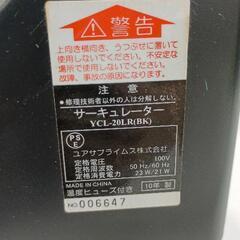 警告
上向き横向き、うつぶせに置いて
使用しないでください。不安定
な場所で使用しないでください。
故障、事故の原因になります。
注意
●修理技術者以外の人は分解しない。
サーキュレーター
YCL-20LR(BK)
PSE
ユアサプライムス株式会社
定格電圧 100V
定格周波数 50 Hz/60 Hz
定格消費電力 23 W/21 W
MADE IN CHINA 10年製
温度ヒューズ付き
No 006647